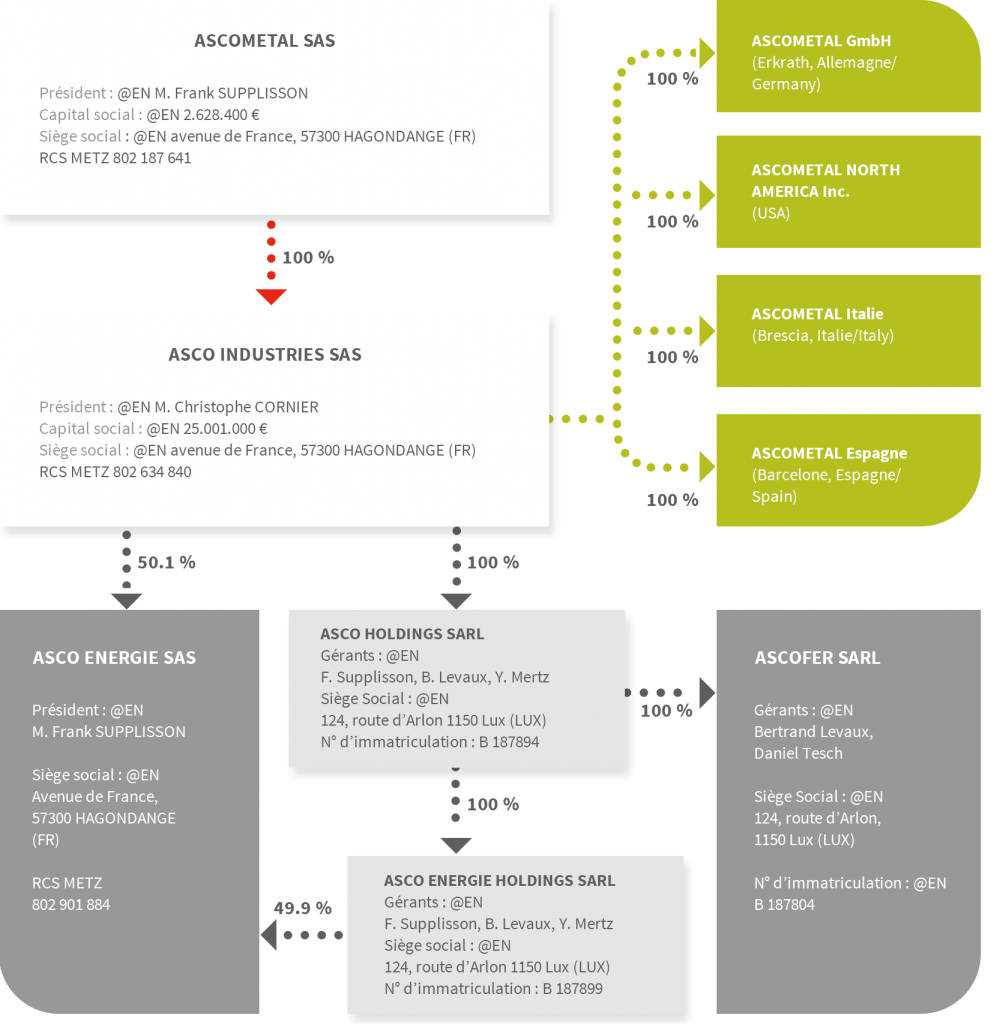 ASCOMETAL SAS
Président : @EN M. Frank SUPPLISSON
Capital social : @EN 2.628.400 €
Siège social : @EN avenue de France, 57300 HAGONDANGE (FR)
RCS METZ 802 187 641
100 %
ASCO INDUSTRIES SAS
Président : @EN M. Christophe CORNIER
Capital social : @EN 25.001.000 €
Siège social : @EN avenue de France, 57300 HAGONDANGE (FR)
RCS METZ 802 634 840
100 %
ASCOMETAL GmbH
(Erkrath, Allemagne/
Germany)
100 %
ASCOMETAL NORTH
AMERICA Inc.
(USA)
100 %
ASCOMETAL Italie
(Brescia, Italie/Italy)
100 %
ASCOMETAL Espagne
(Barcelone, Espagne/
Spain)
50.1 %
100 %
ASCO ENERGIE SAS
Président : @EN
M. Frank SUPPLISSON
Siège social : @EN
Avenue de France,
57300 HAGONDANGE
(FR)
RCS METZ
802 901 884
ASCO HOLDINGS SARL
Gérants : @EN
F. Supplisson, B. Levaux, Y. Mertz
Siège Social : @EN
124, route d’Arlon 1150 Lux (LUX)
N° d’immatriculation : B 187894
100 %
ASCOFER SARL
Gérants : @EN
Bertrand Levaux,
Daniel Tesch
Siège Social : @EN
124, route d’Arlon,
1150 Lux (LUX)
N° d’immatriculation : @EN
B 187804
100 %
ASCO ENERGIE HOLDINGS SARL
Gérants : @EN
F. Supplisson, B. Levaux, Y. Mertz
Siège social : @EN
124, route d’Arlon 1150 Lux (LUX)
N° d’immatriculation : B 187899
49.9 %